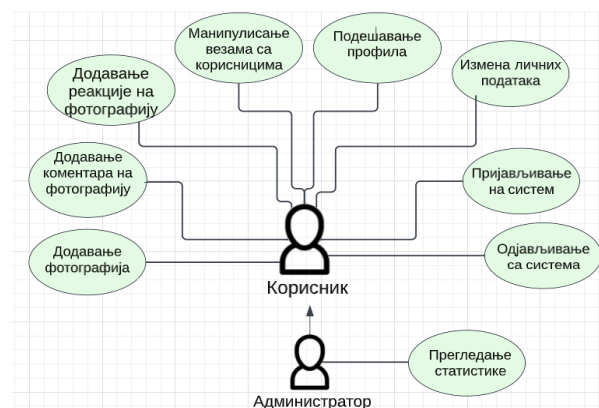 Манипулисање
везама са
корисницима
Подешавање
профила
Додавање
реакције на
фотографију
Измена личних
података
Додавање
коментара на
фотографију
Пријављивање
на систем
Додавање
фотографија
Одјављивање
са система
Корисник
Прегледање
статистике
Администратор